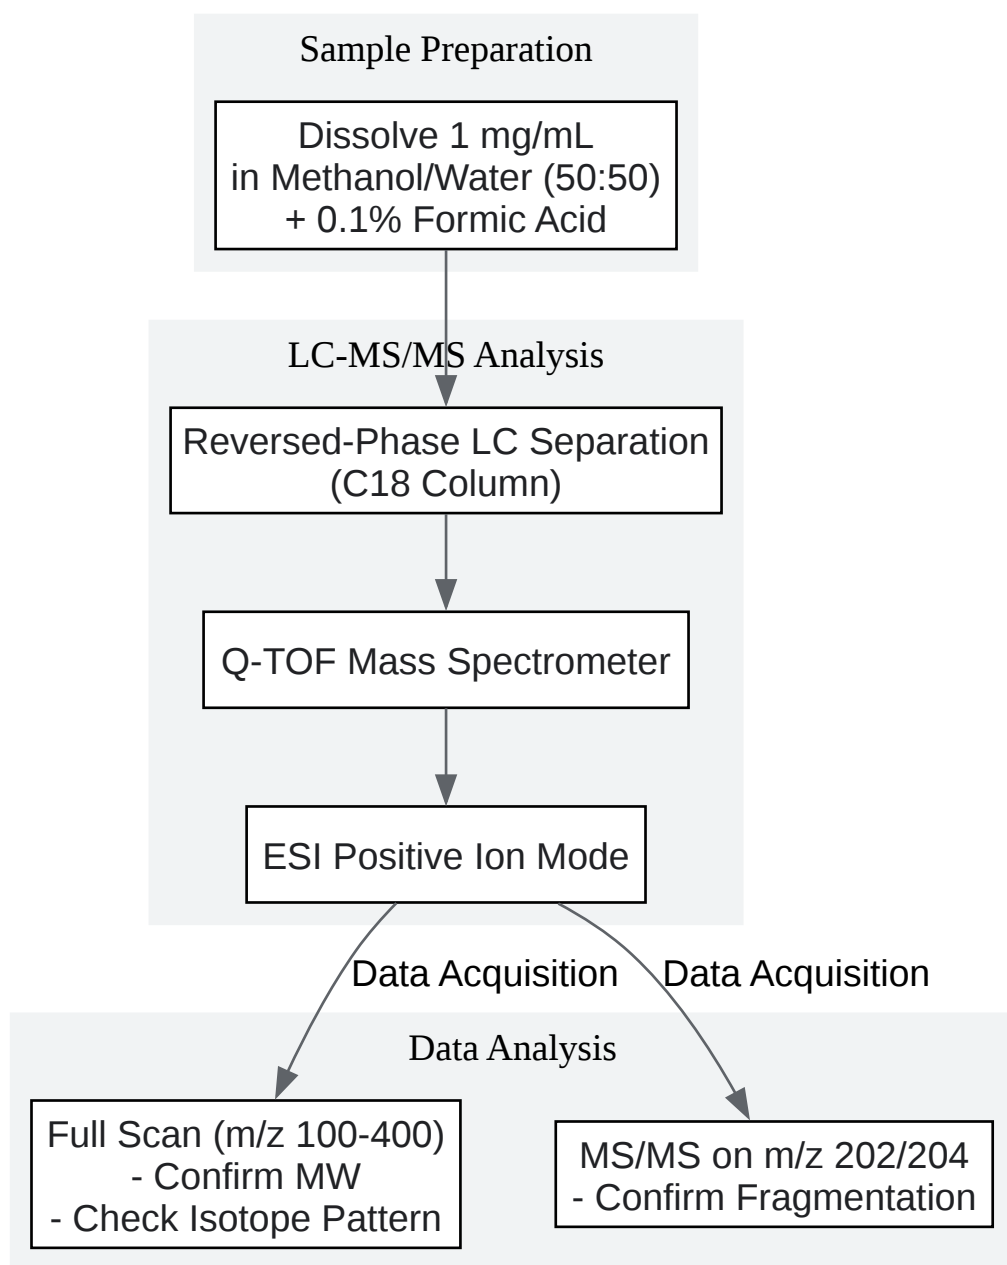 Sample Preparation
Dissolve 1 mg/mL
in Methanol/Water (50:50)
+ 0.1% Formic Acid
LC-MS/MS Analysis
Reversed-Phase LC Separation
(C18 Column)
Q-TOF Mass Spectrometer
ESI Positive Ion Mode
Data Acquisition
Data Acquisition
Data Analysis
Full Scan (m/z 100-400)
- Confirm MW
- Check Isotope Pattern
MS/MS on m/z 202/204
- Confirm Fragmentation